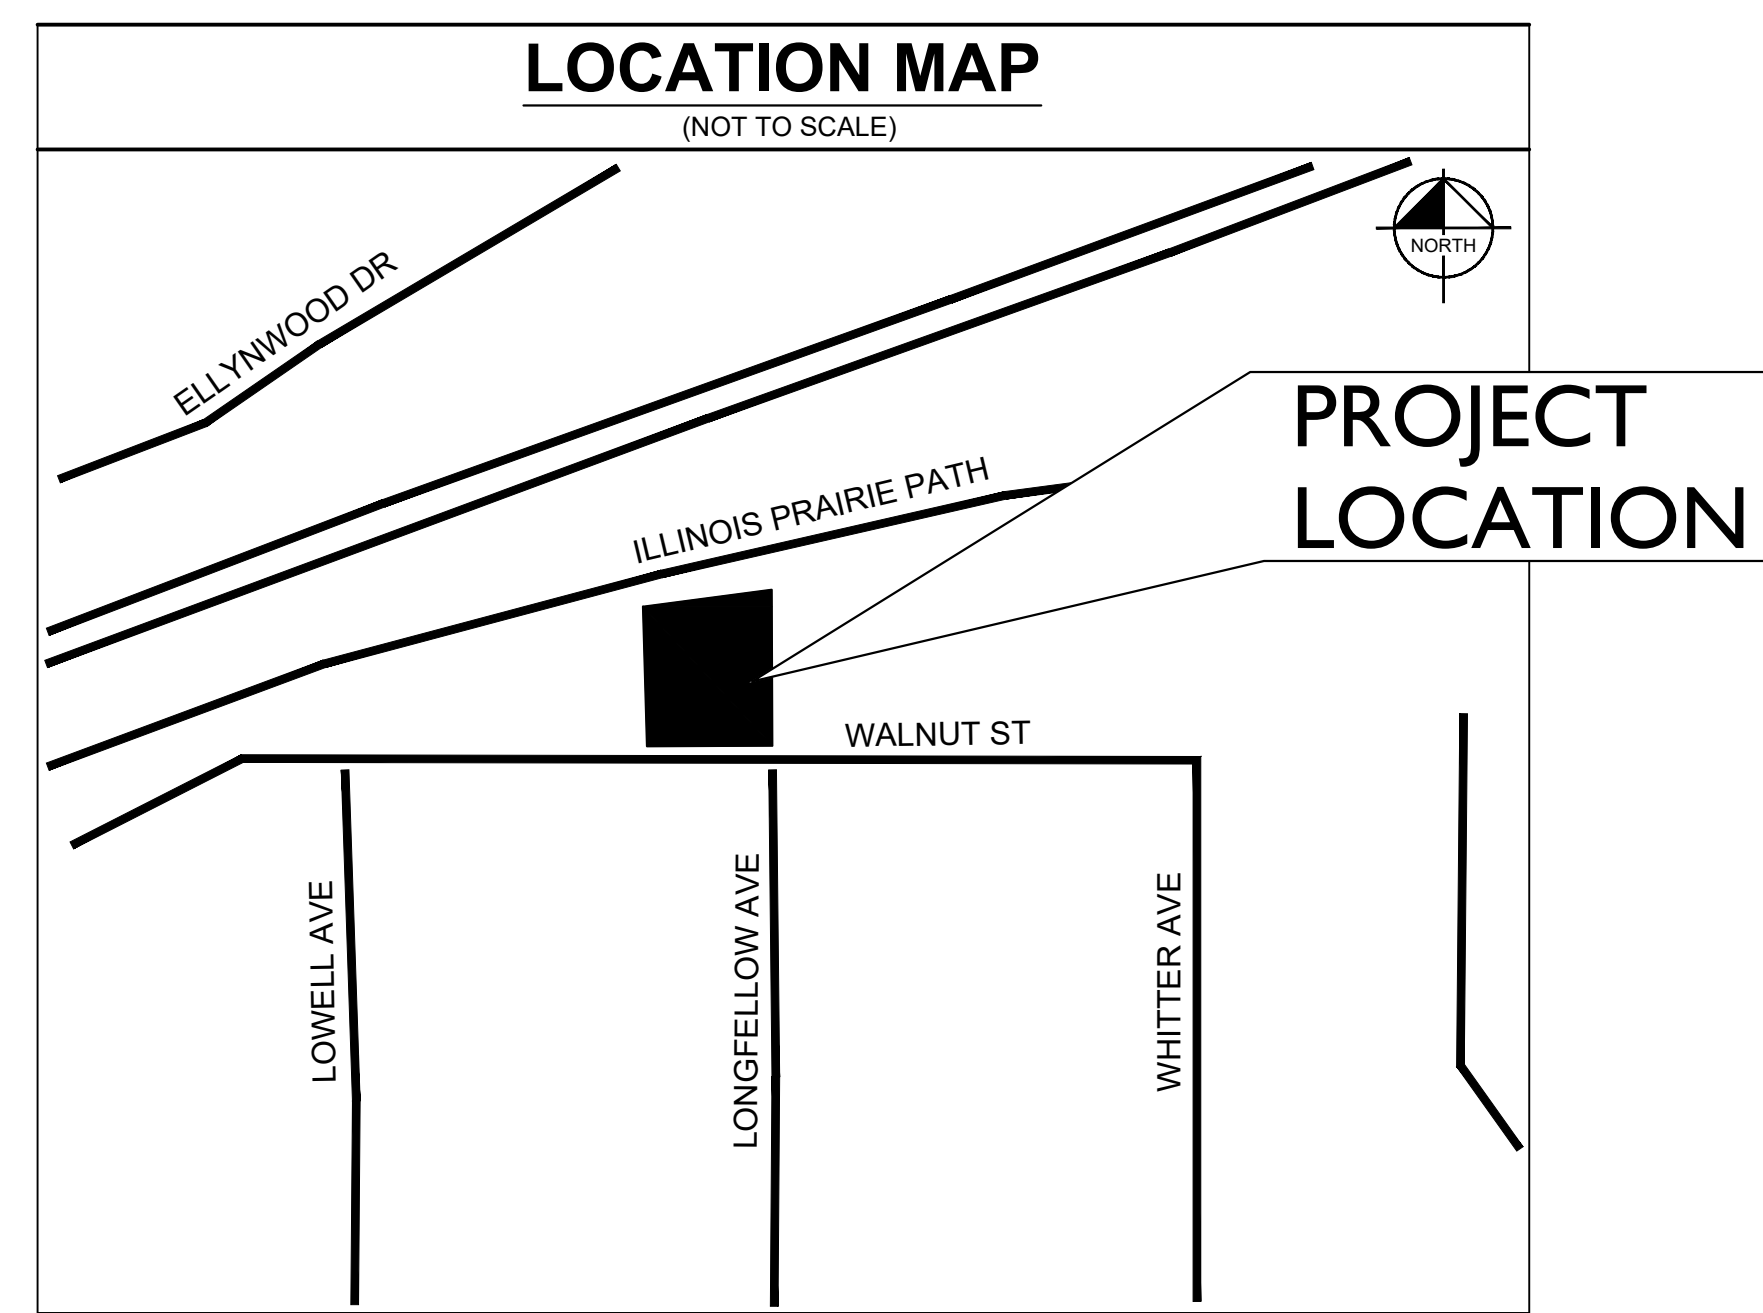 LOCATION MAP
(NOT TO SCALE)
NORTH
ELLYNWOOD DR
PROJECT
LOCATION
ILLINOIS PRAIRIE PATH
WALNUT ST
LOWELL AVE
LONGFELLOW AVE
WHITTER AVE